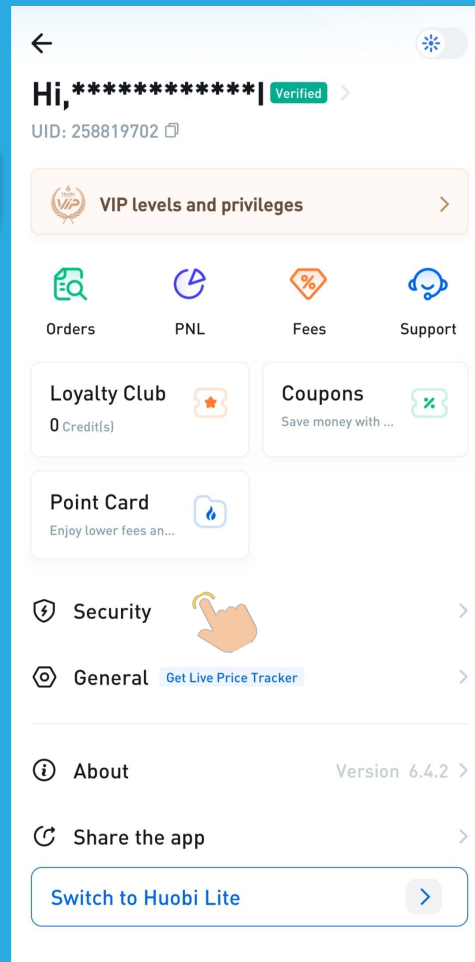 Hi,************l Verified
UID: 258819702
Huobi
VIP
VIP levels and privileges
Orders PNL Fees Support
Loyalty Club
0 Credit(s)
Coupons
Save money with ...
Point Card
Enjoy lower fees an...
Security
General Get Live Price Tracker
About Version 6.4.2
Share the app
Switch to Huobi Lite